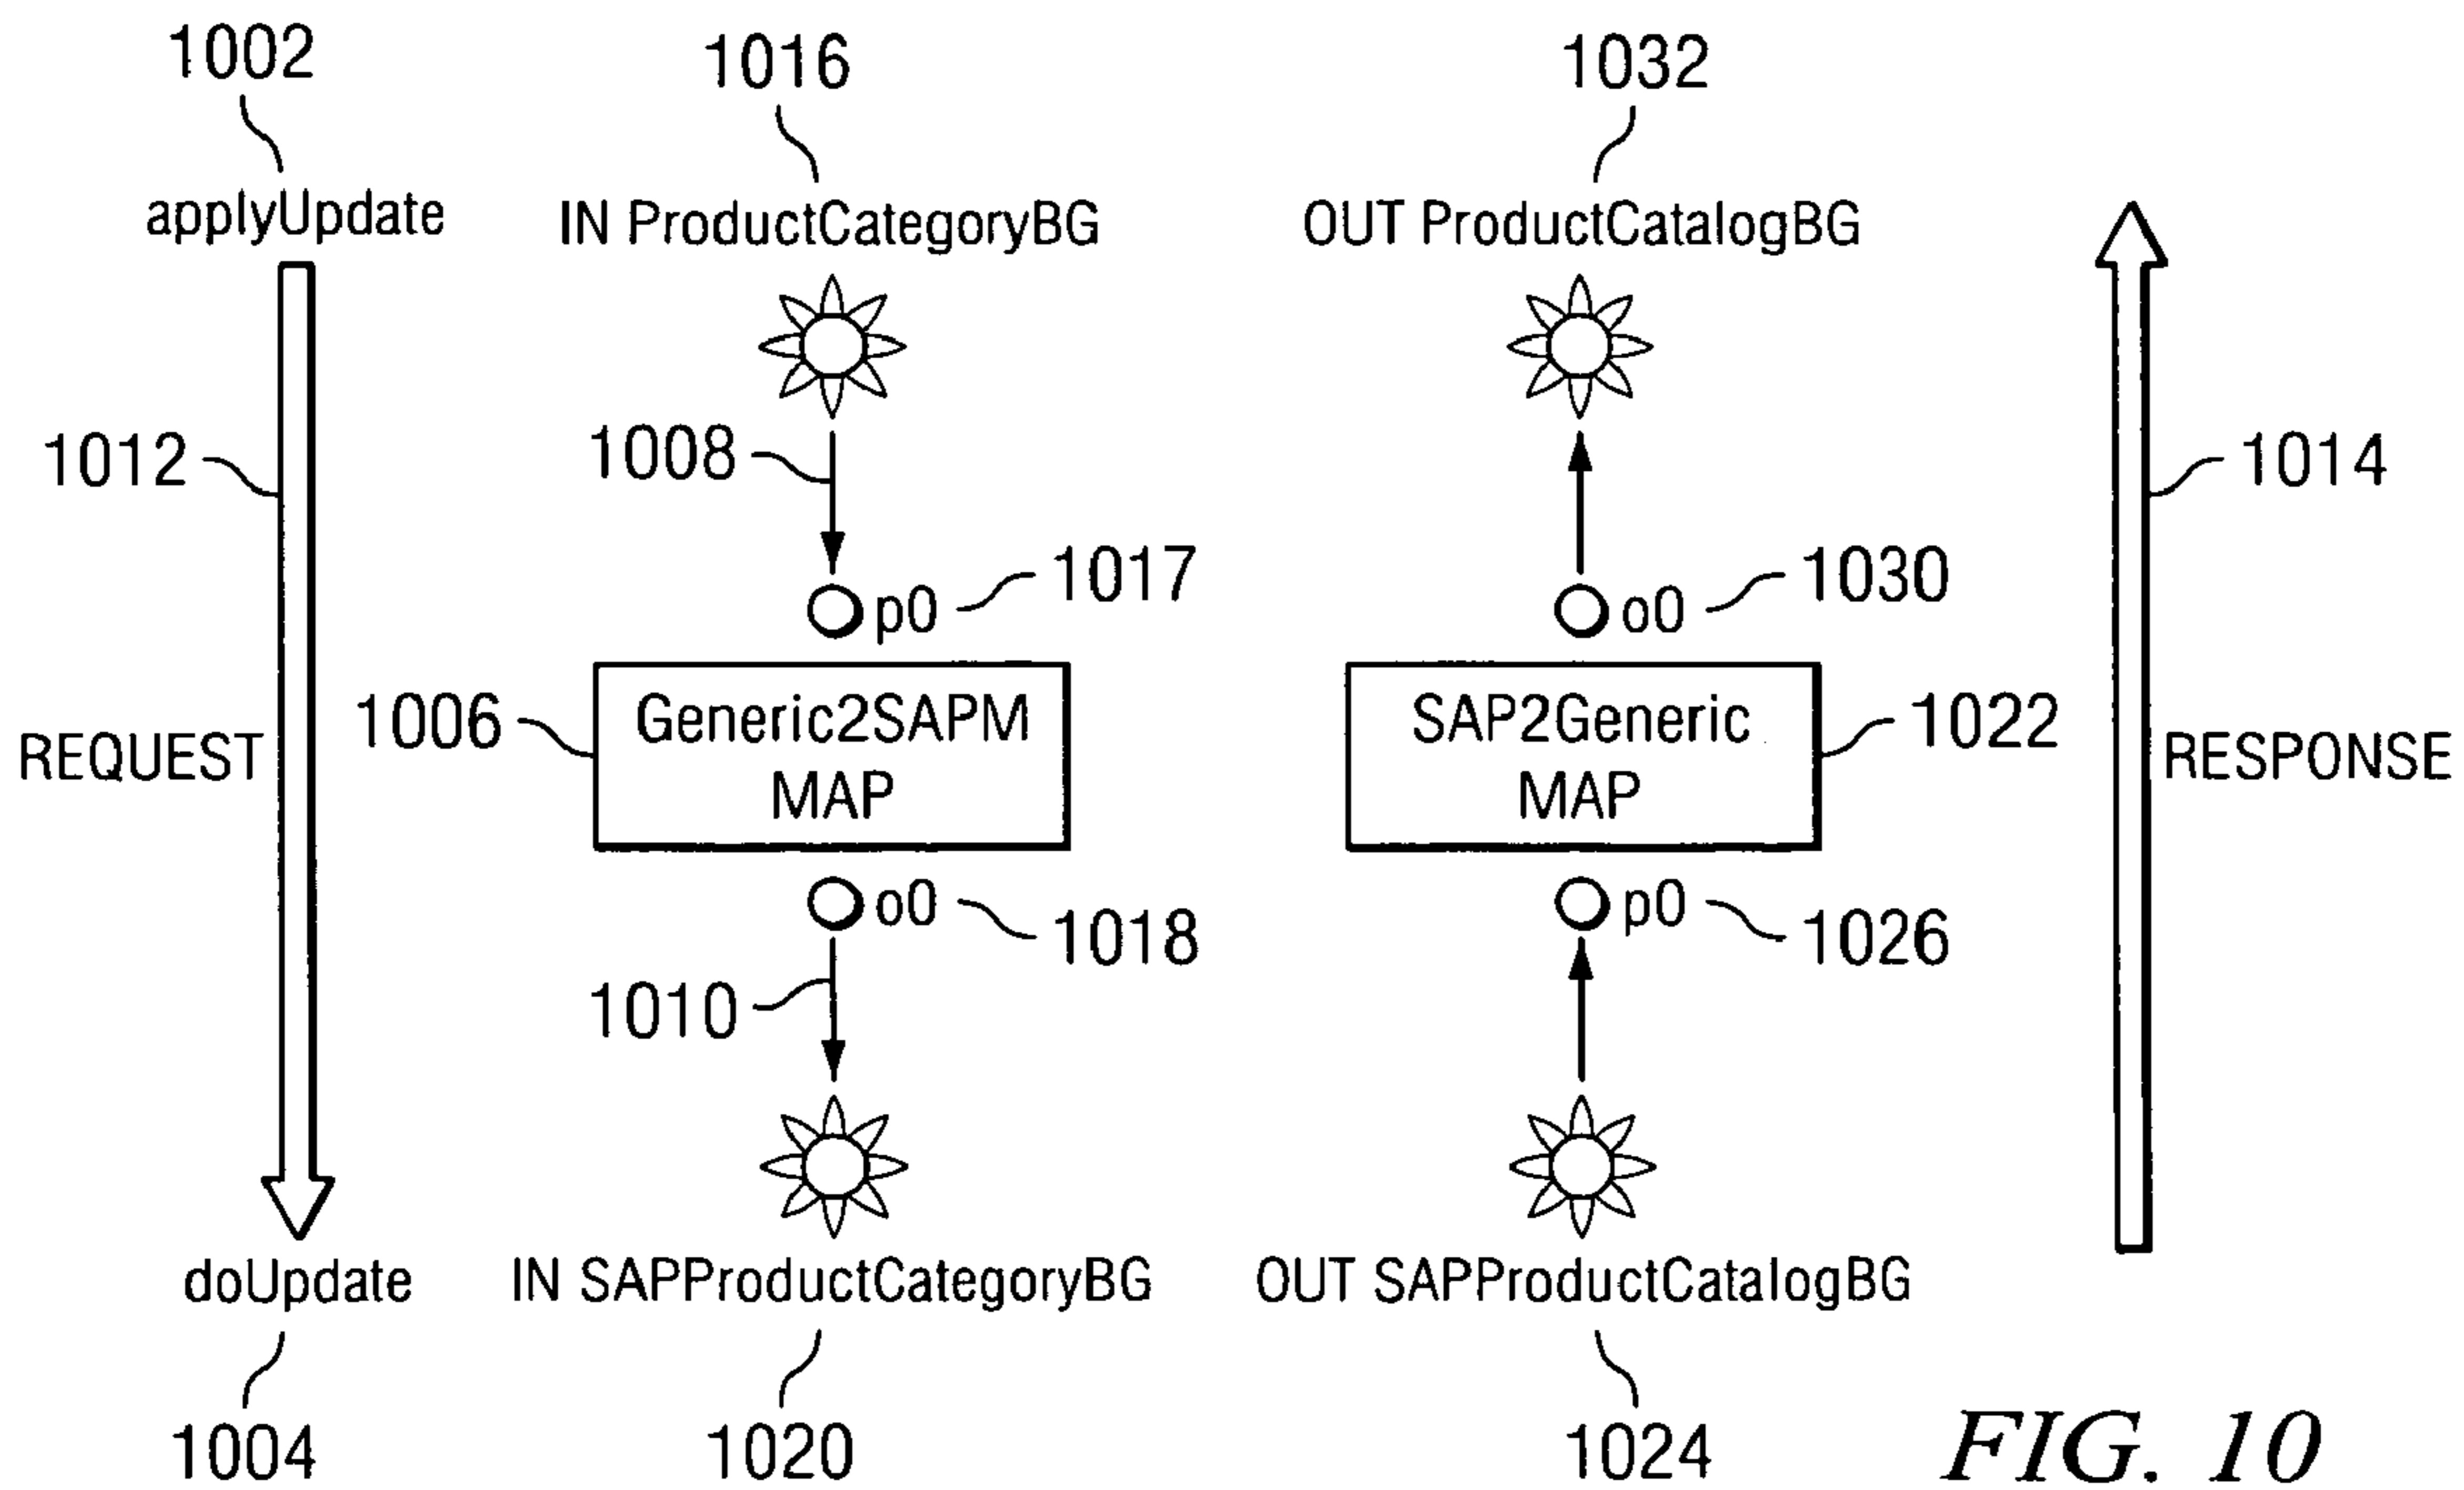 1002
1016
1032
applyUpdate
IN ProductCategoryBG
OUT ProductCatalogBG
1008
1012
1014
1017
1030
p0
o0
1006
Generic2SAPM
MAP
SAP2Generic
MAP
1022
REQUEST
RESPONSE
o0
1018
p0
1026
1010
doUpdate
IN SAPProductCategoryBG
OUT SAPProductCatalogBG
1004
1020
1024
FIG. 10